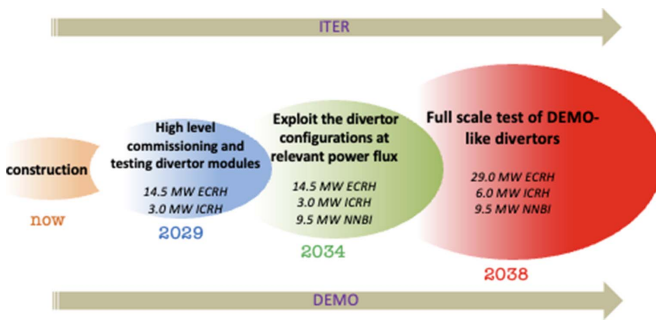 ITER
construction
now
High level
commissioning and
testing divertor modules
14.5 MW ECRH
3.0 MW ICRH
2029
Exploit the divertor
configurations at
relevant power flux
14.5 MW ECRH
3.0 MW ICRH
9.5 MW NNBI
2034
Full scale test of DEMO-
like divertors
29.0 MW ECRH
6.0 MW ICRH
9.5 MW NNBI
2038
DEMO